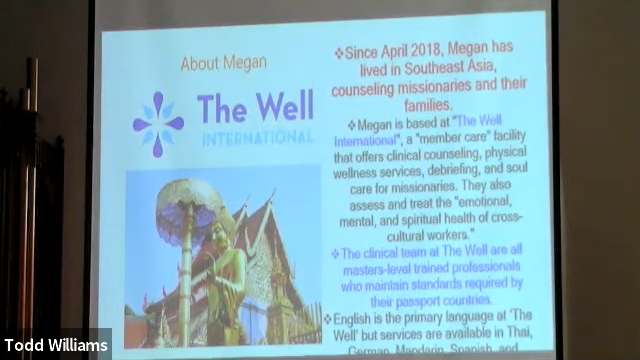 About Megan
The Well
INTERNATIONAL
❖Since April 2018, Megan has
lived in Southeast Asia,
counseling missionaries and their
families.
❖Megan is based at "The Well
International", a "member care" facility
that offers clinical counseling, physical
wellness services, debriefing, and soul
care for missionaries. They also
assess and treat the "emotional,
mental, and spiritual health of cross-
cultural workers."
❖The clinical team at The Well are all
masters-level trained professionals
who maintain standards required by
their passport countries.
❖English is the primary language at 'The
Well' but services are available in Thai,
German, Mandarin, Spanish, and
Todd Williams